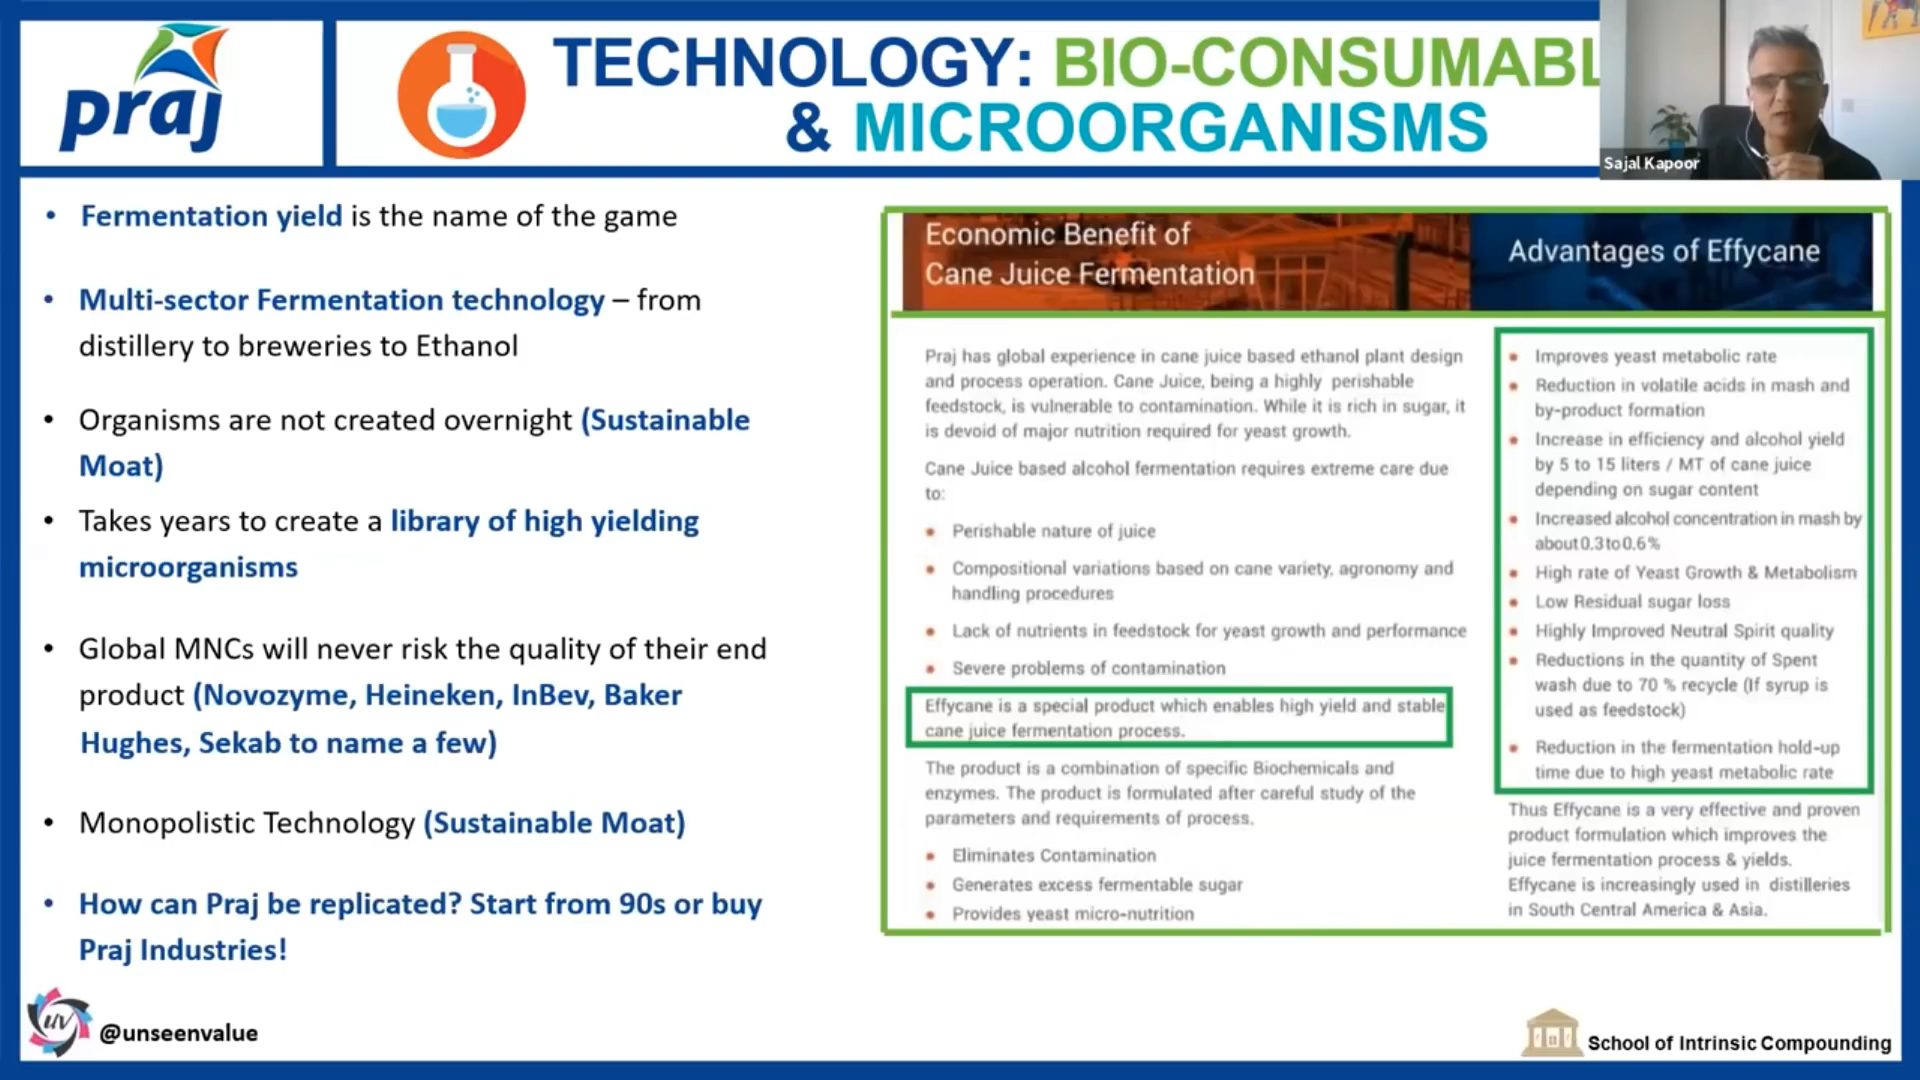 praj
TECHNOLOGY: BIO-CONSUMABL
& MICROORGANISMS
Sajal Kapoor
• Fermentation yield is the name of the game
• Multi-sector Fermentation technology – from
distillery to breweries to Ethanol
• Organisms are not created overnight (Sustainable
Moat)
• Takes years to create a library of high yielding
microorganisms
• Global MNCs will never risk the quality of their end
product (Novozyme, Heineken, InBev, Baker
Hughes, Sekab to name a few)
• Monopolistic Technology (Sustainable Moat)
• How can Praj be replicated? Start from 90s or buy
Praj Industries!
Economic Benefit of
Cane Juice Fermentation
Praj has global experience in cane juice based ethanol plant design
and process operation. Cane Juice, being a highly perishable
feedstock, is vulnerable to contamination. While it is rich in sugar, it
is devoid of major nutrition required for yeast growth.
Cane Juice based alcohol fermentation requires extreme care due
to:
• Perishable nature of juice
• Compositional variations based on cane variety, agronomy and
handling procedures
• Lack of nutrients in feedstock for yeast growth and performance
• Severe problems of contamination
Effycane is a special product which enables high yield and stable
cane juice fermentation process.
The product is a combination of specific Biochemicals and
enzymes. The product is formulated after careful study of the
parameters and requirements of process.
• Eliminates Contamination
• Generates excess fermentable sugar
• Provides yeast micro-nutrition
Advantages of Effycane
• Improves yeast metabolic rate
• Reduction in volatile acids in mash and
by-product formation
• Increase in efficiency and alcohol yield
by 5 to 15 liters / MT of cane juice
depending on sugar content
• Increased alcohol concentration in mash by
about 0.3 to 0.6 %
• High rate of Yeast Growth & Metabolism
• Low Residual sugar loss
• Highly Improved Neutral Spirit quality
• Reductions in the quantity of Spent
wash due to 70 % recycle (If syrup is
used as feedstock)
• Reduction in the fermentation hold-up
time due to high yeast metabolic rate
Thus Effycane is a very effective and proven
product formulation which improves the
juice fermentation process & yields.
Effycane is increasingly used in distilleries
in South Central America & Asia.
UV
@unseenvalue
School of Intrinsic Compounding